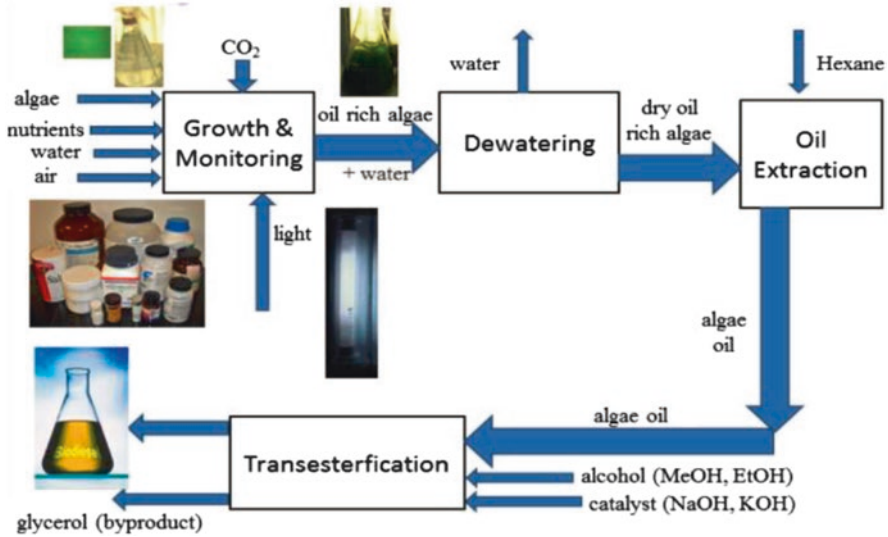 CO₂
algae
nutrients
water
air
Growth &
Monitoring
light
oil rich algae
+ water
water
Dewatering
dry oil
rich algae
Hexane
Oil
Extraction
algae
oil
algae oil
alcohol (MeOH, EtOH)
catalyst (NaOH, KOH)
Transesterfication
Biodiesel
glycerol (byproduct)